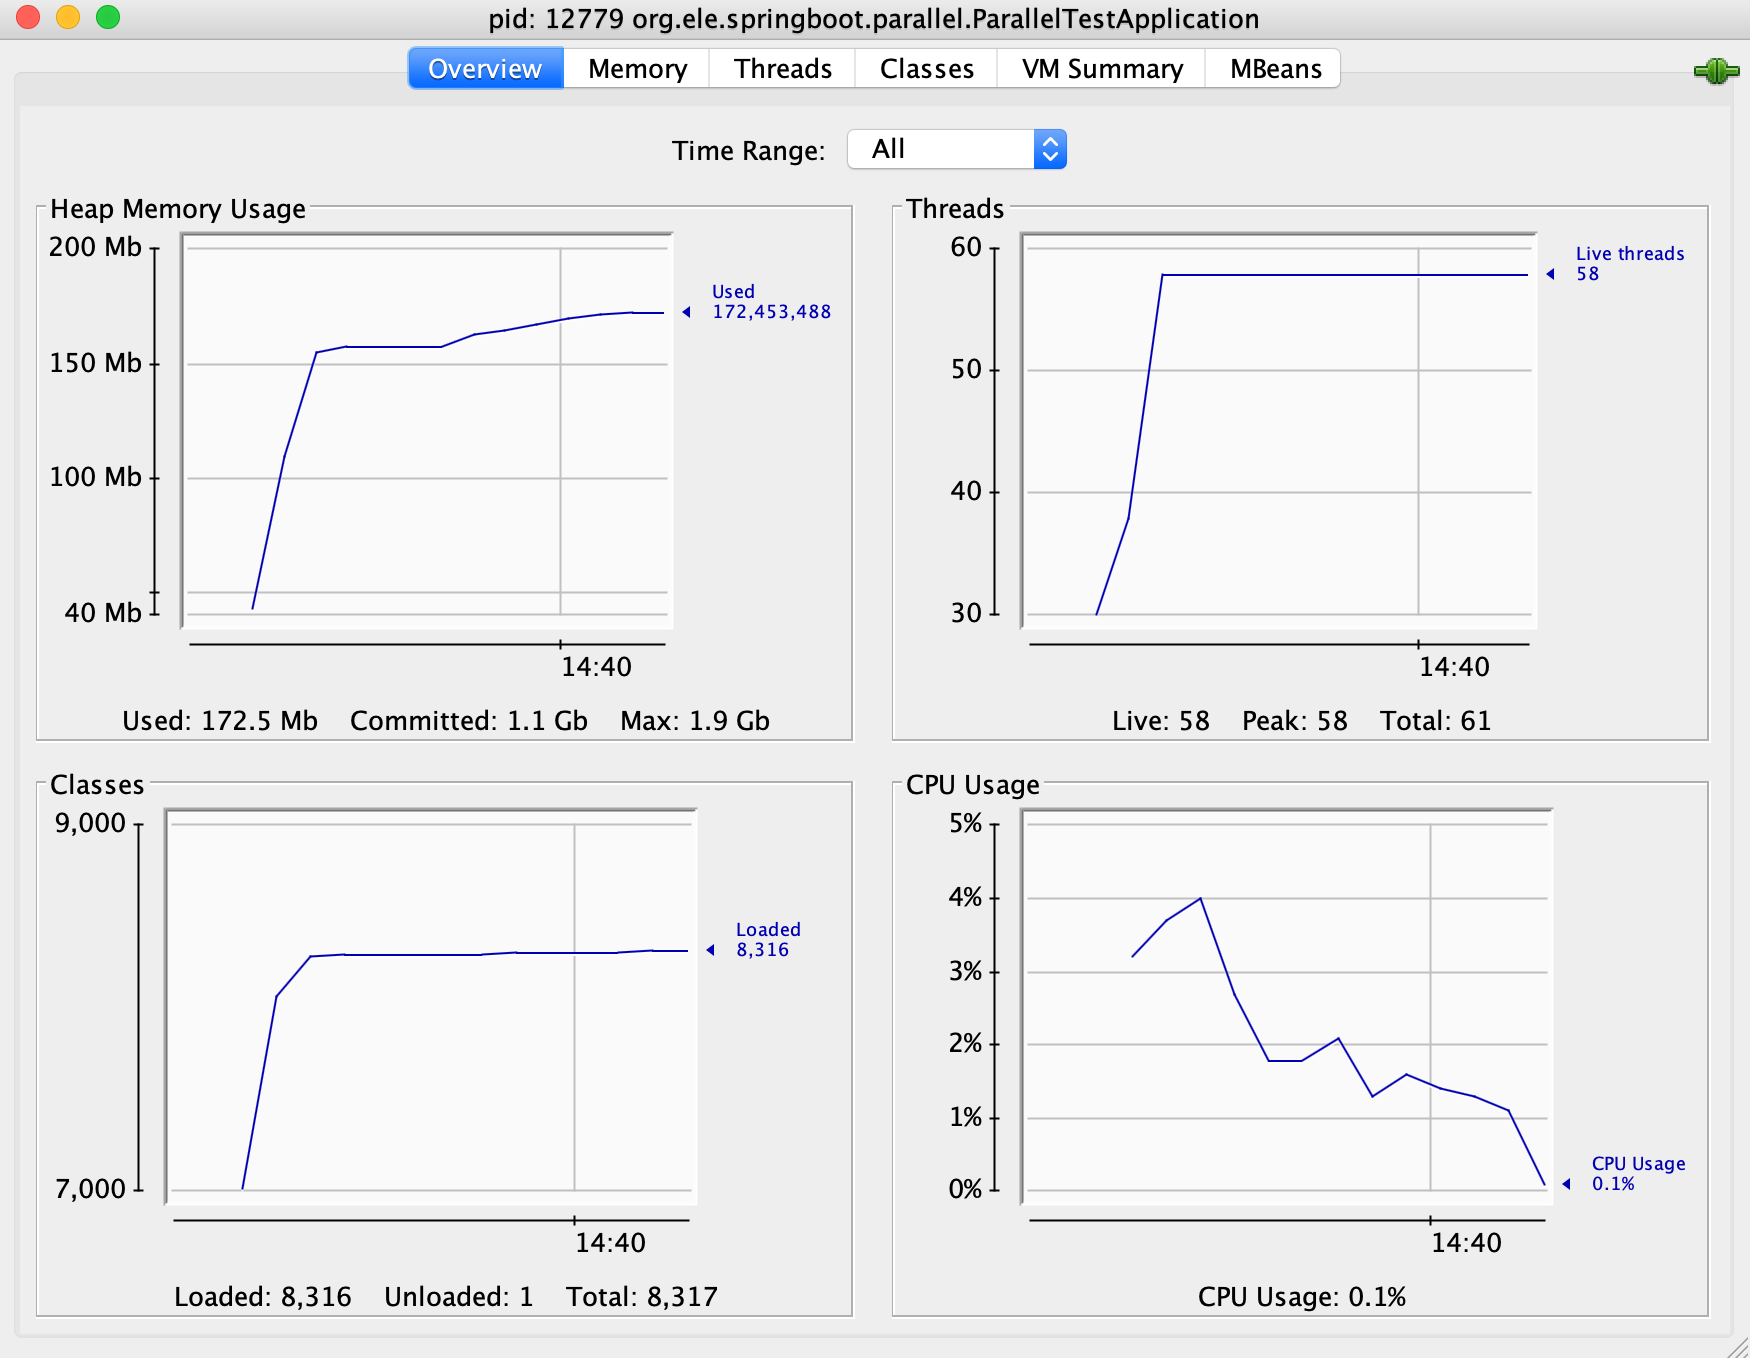 pid: 12779 org.ele.springboot.parallel.ParallelTestApplication
Overview Memory Threads Classes VM Summary MBeans
Time Range: All
Heap Memory Usage
200 Mb
150 Mb
100 Mb
40 Mb
Used
172,453,488
14:40
Used: 172.5 Mb Committed: 1.1 Gb Max: 1.9 Gb
Threads
60
50
40
30
Live threads
58
14:40
Live: 58 Peak: 58 Total: 61
Classes
9,000
7,000
Loaded
8,316
14:40
Loaded: 8,316 Unloaded: 1 Total: 8,317
CPU Usage
5%
4%
3%
2%
1%
0%
CPU Usage
0.1%
14:40
CPU Usage: 0.1%